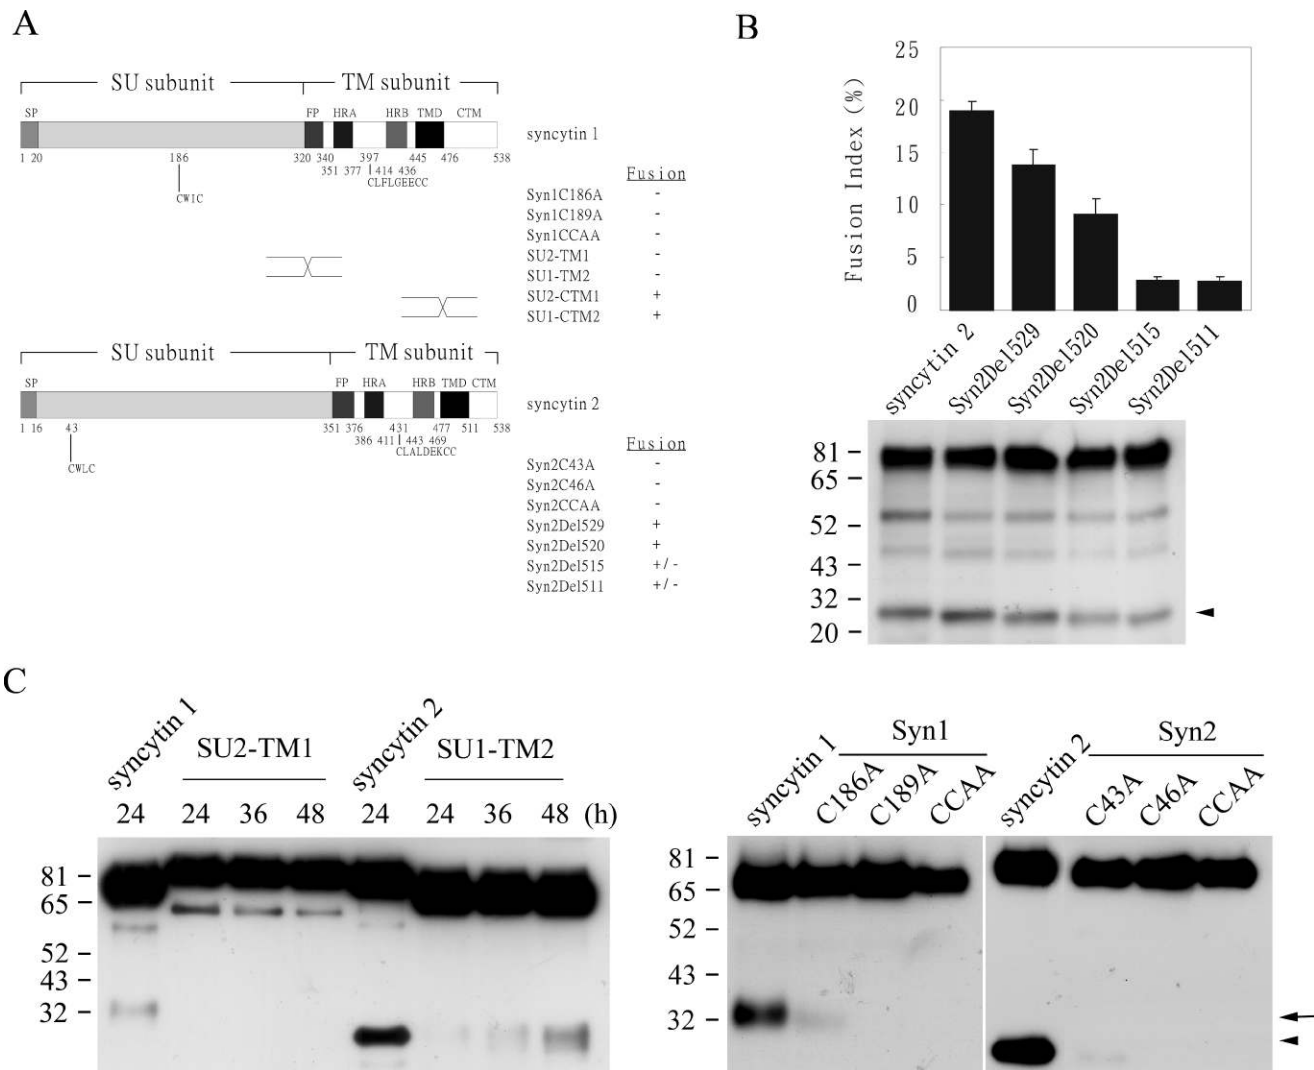 A
SU subunit TM subunit
SP FP HRA HRB TMD CTM
syncytin 1
1 20 186 320 340 397 445 476 538
351 377 414 436
CLFLGEECC
CWIC
Fusion
Syn1C186A -
Syn1C189A -
Syn1CCAA -
SU2-TM1 -
SU1-TM2 -
SU2-CTM1 +
SU1-CTM2 +
SU subunit TM subunit
SP FP HRA HRB TMD CTM
syncytin 2
1 16 43 351 376 431 477 511 538
386 411 443 469
CLALDEKCC
CWLC
Fusion
Syn2C43A -
Syn2C46A -
Syn2CCAA -
Syn2Del529 +
Syn2Del520 +
Syn2Del515 +/-
Syn2Del511 +/-
B
Fusion Index (%)
25
20
15
10
5
0
syncytin 2 Syn2Del529 Syn2Del520 Syn2Del515 Syn2Del511
81
65
52
43
32
20
C
syncytin 1 SU2-TM1 syncytin 2 SU1-TM2
24 24 36 48 24 24 36 48 (h)
81
65
52
43
32
Syn1 Syn2
syncytin 1 C186A C189A CCAA syncytin 2 C43A C46A CCAA
81
65
52
43
32